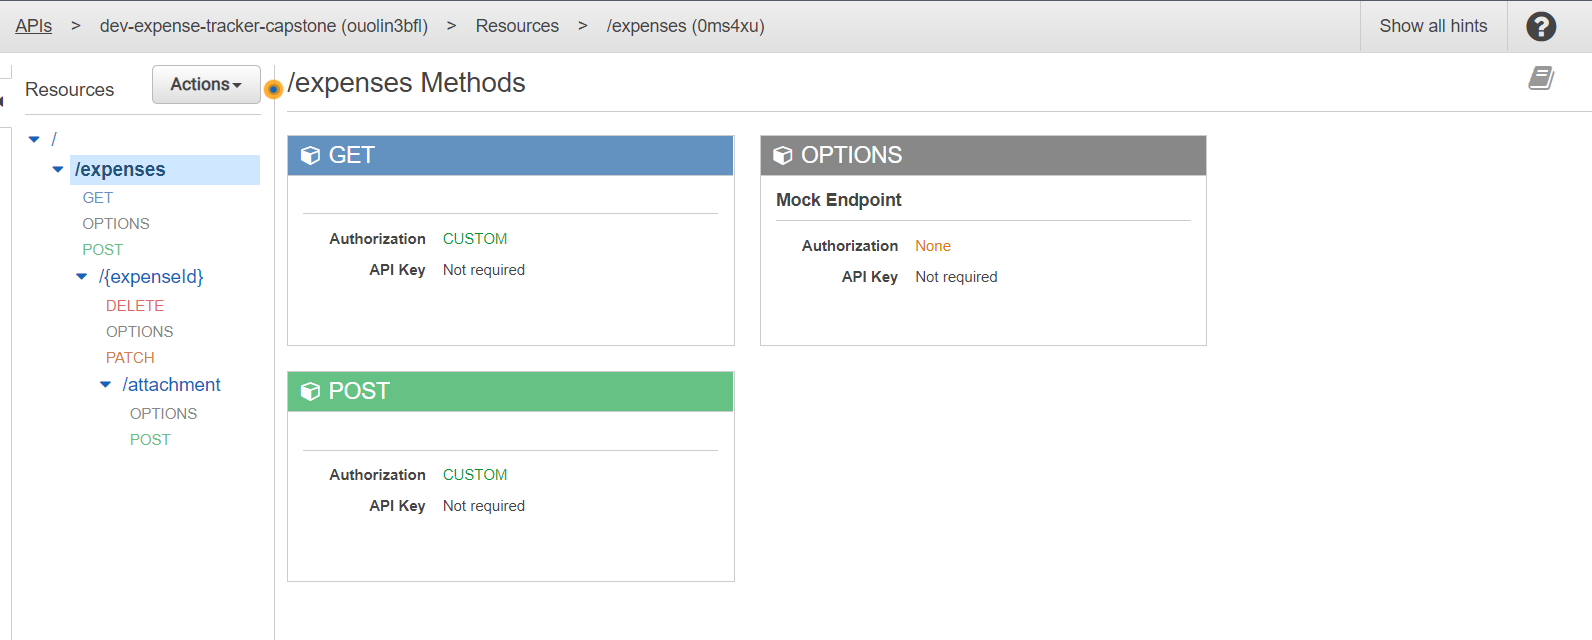 APIs > dev-expense-tracker-capstone (ouolin3bfl) > Resources > /expenses (0ms4xu) Show all hints ?
Resources Actions /expenses Methods
/
/expenses
GET
OPTIONS
POST
/{expenseId}
DELETE
OPTIONS
PATCH
/attachment
OPTIONS
POST
GET
Authorization CUSTOM
API Key Not required
OPTIONS
Mock Endpoint
Authorization None
API Key Not required
POST
Authorization CUSTOM
API Key Not required